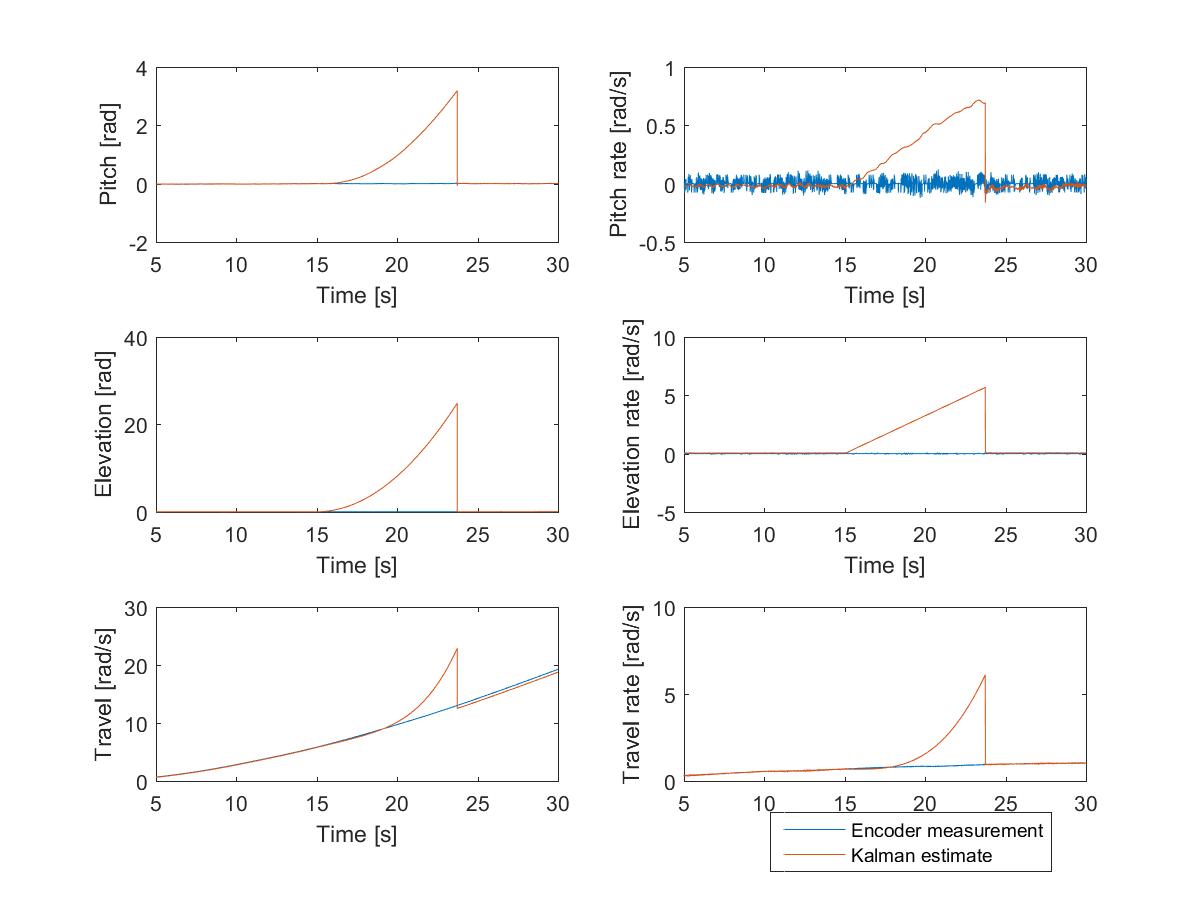 4
2
0
-2
Pitch [rad]
5 10 15 20 25 30
Time [s]
1
0.5
0
-0.5
Pitch rate [rad/s]
5 10 15 20 25 30
Time [s]
40
20
0
Elevation [rad]
5 10 15 20 25 30
Time [s]
10
5
0
-5
Elevation rate [rad/s]
5 10 15 20 25 30
Time [s]
30
20
10
0
Travel [rad/s]
5 10 15 20 25 30
Time [s]
10
5
0
Travel rate [rad/s]
5 10 15 20 25 30
Encoder measurement
Kalman estimate